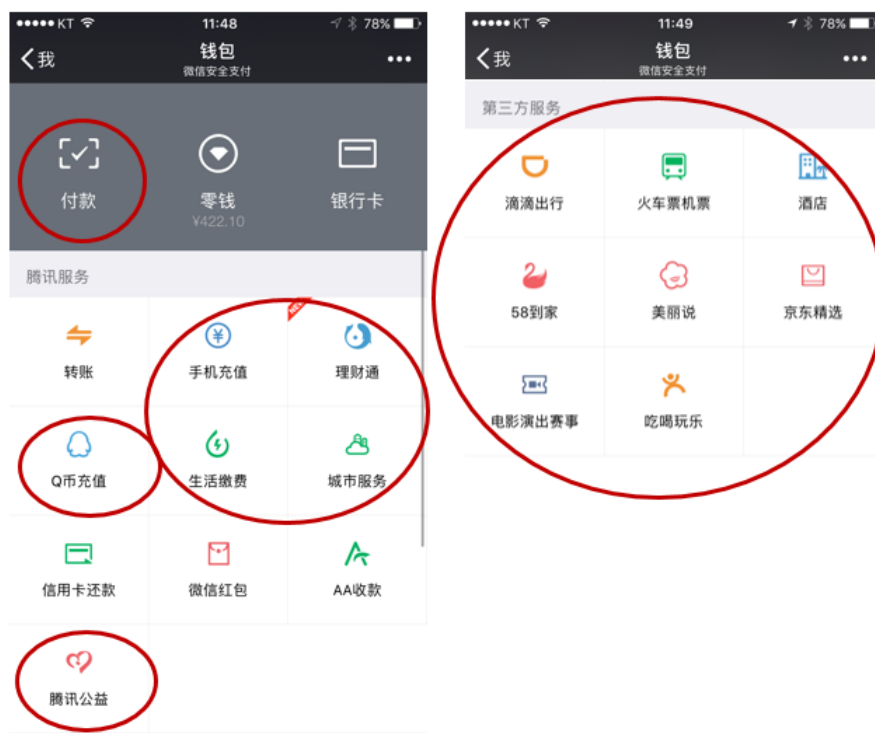 KT 11:48 78%
我 钱包
微信安全支付
付款 零钱 银行卡
¥422.10
腾讯服务
NEW
转账 手机充值 理财通
Q币充值 生活缴费 城市服务
信用卡还款 微信红包 AA收款
腾讯公益
KT 11:49 78%
我 钱包
微信安全支付
第三方服务
滴滴出行 火车票机票 酒店
58到家 美丽说 京东精选
电影演出赛事 吃喝玩乐